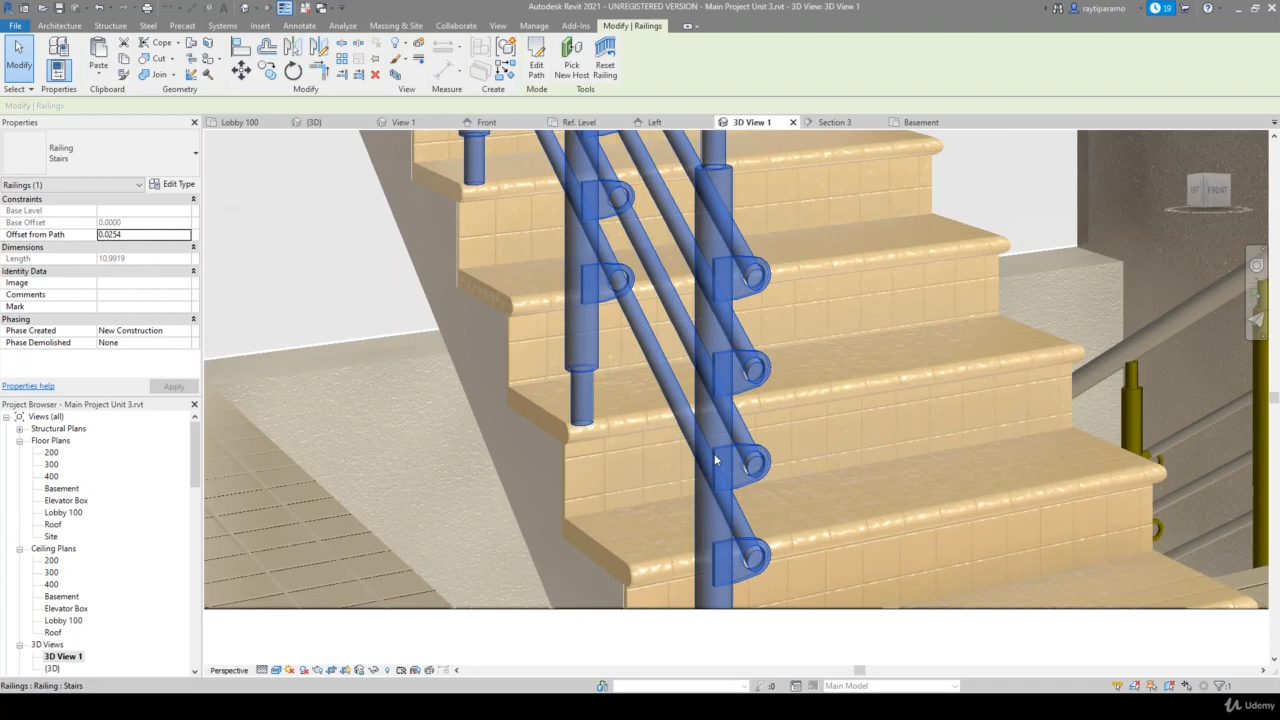 Autodesk Revit 2021 - UNREGISTERED VERSION - Main Project Unit 3.rvt - 3D View: 3D View 1
raytiparamo
19
File Architecture Structure Steel Precast Systems Insert Annotate Analyze Massing & Site Collaborate View Manage Add-Ins Modify | Railings
Modify
Paste
Cope
Cut
Join
Edit
Path
Pick
New Host
Reset
Railing
Select Properties Clipboard Geometry Modify View Measure Create Mode Tools
Modify | Railings
Properties
Lobby 100 {3D} View 1 Front Ref. Level Left 3D View 1 Section 3 Basement
Railing
Stairs
Railings (1) Edit Type
Constraints
Base Level
Base Offset 0.0000
Offset from Path 0.0254
Dimensions
Length 10.9919
Identity Data
Image
Comments
Mark
Phasing
Phase Created New Construction
Phase Demolished None
Properties help Apply
Project Browser - Main Project Unit 3.rvt
Views (all)
Structural Plans
Floor Plans
200
300
400
Basement
Elevator Box
Lobby 100
Roof
Site
Ceiling Plans
200
300
400
Basement
Elevator Box
Lobby 100
Roof
3D Views
3D View 1
{3D}
FRONT
Perspective
Railings : Railing : Stairs
:0
Main Model
:1
Udemy